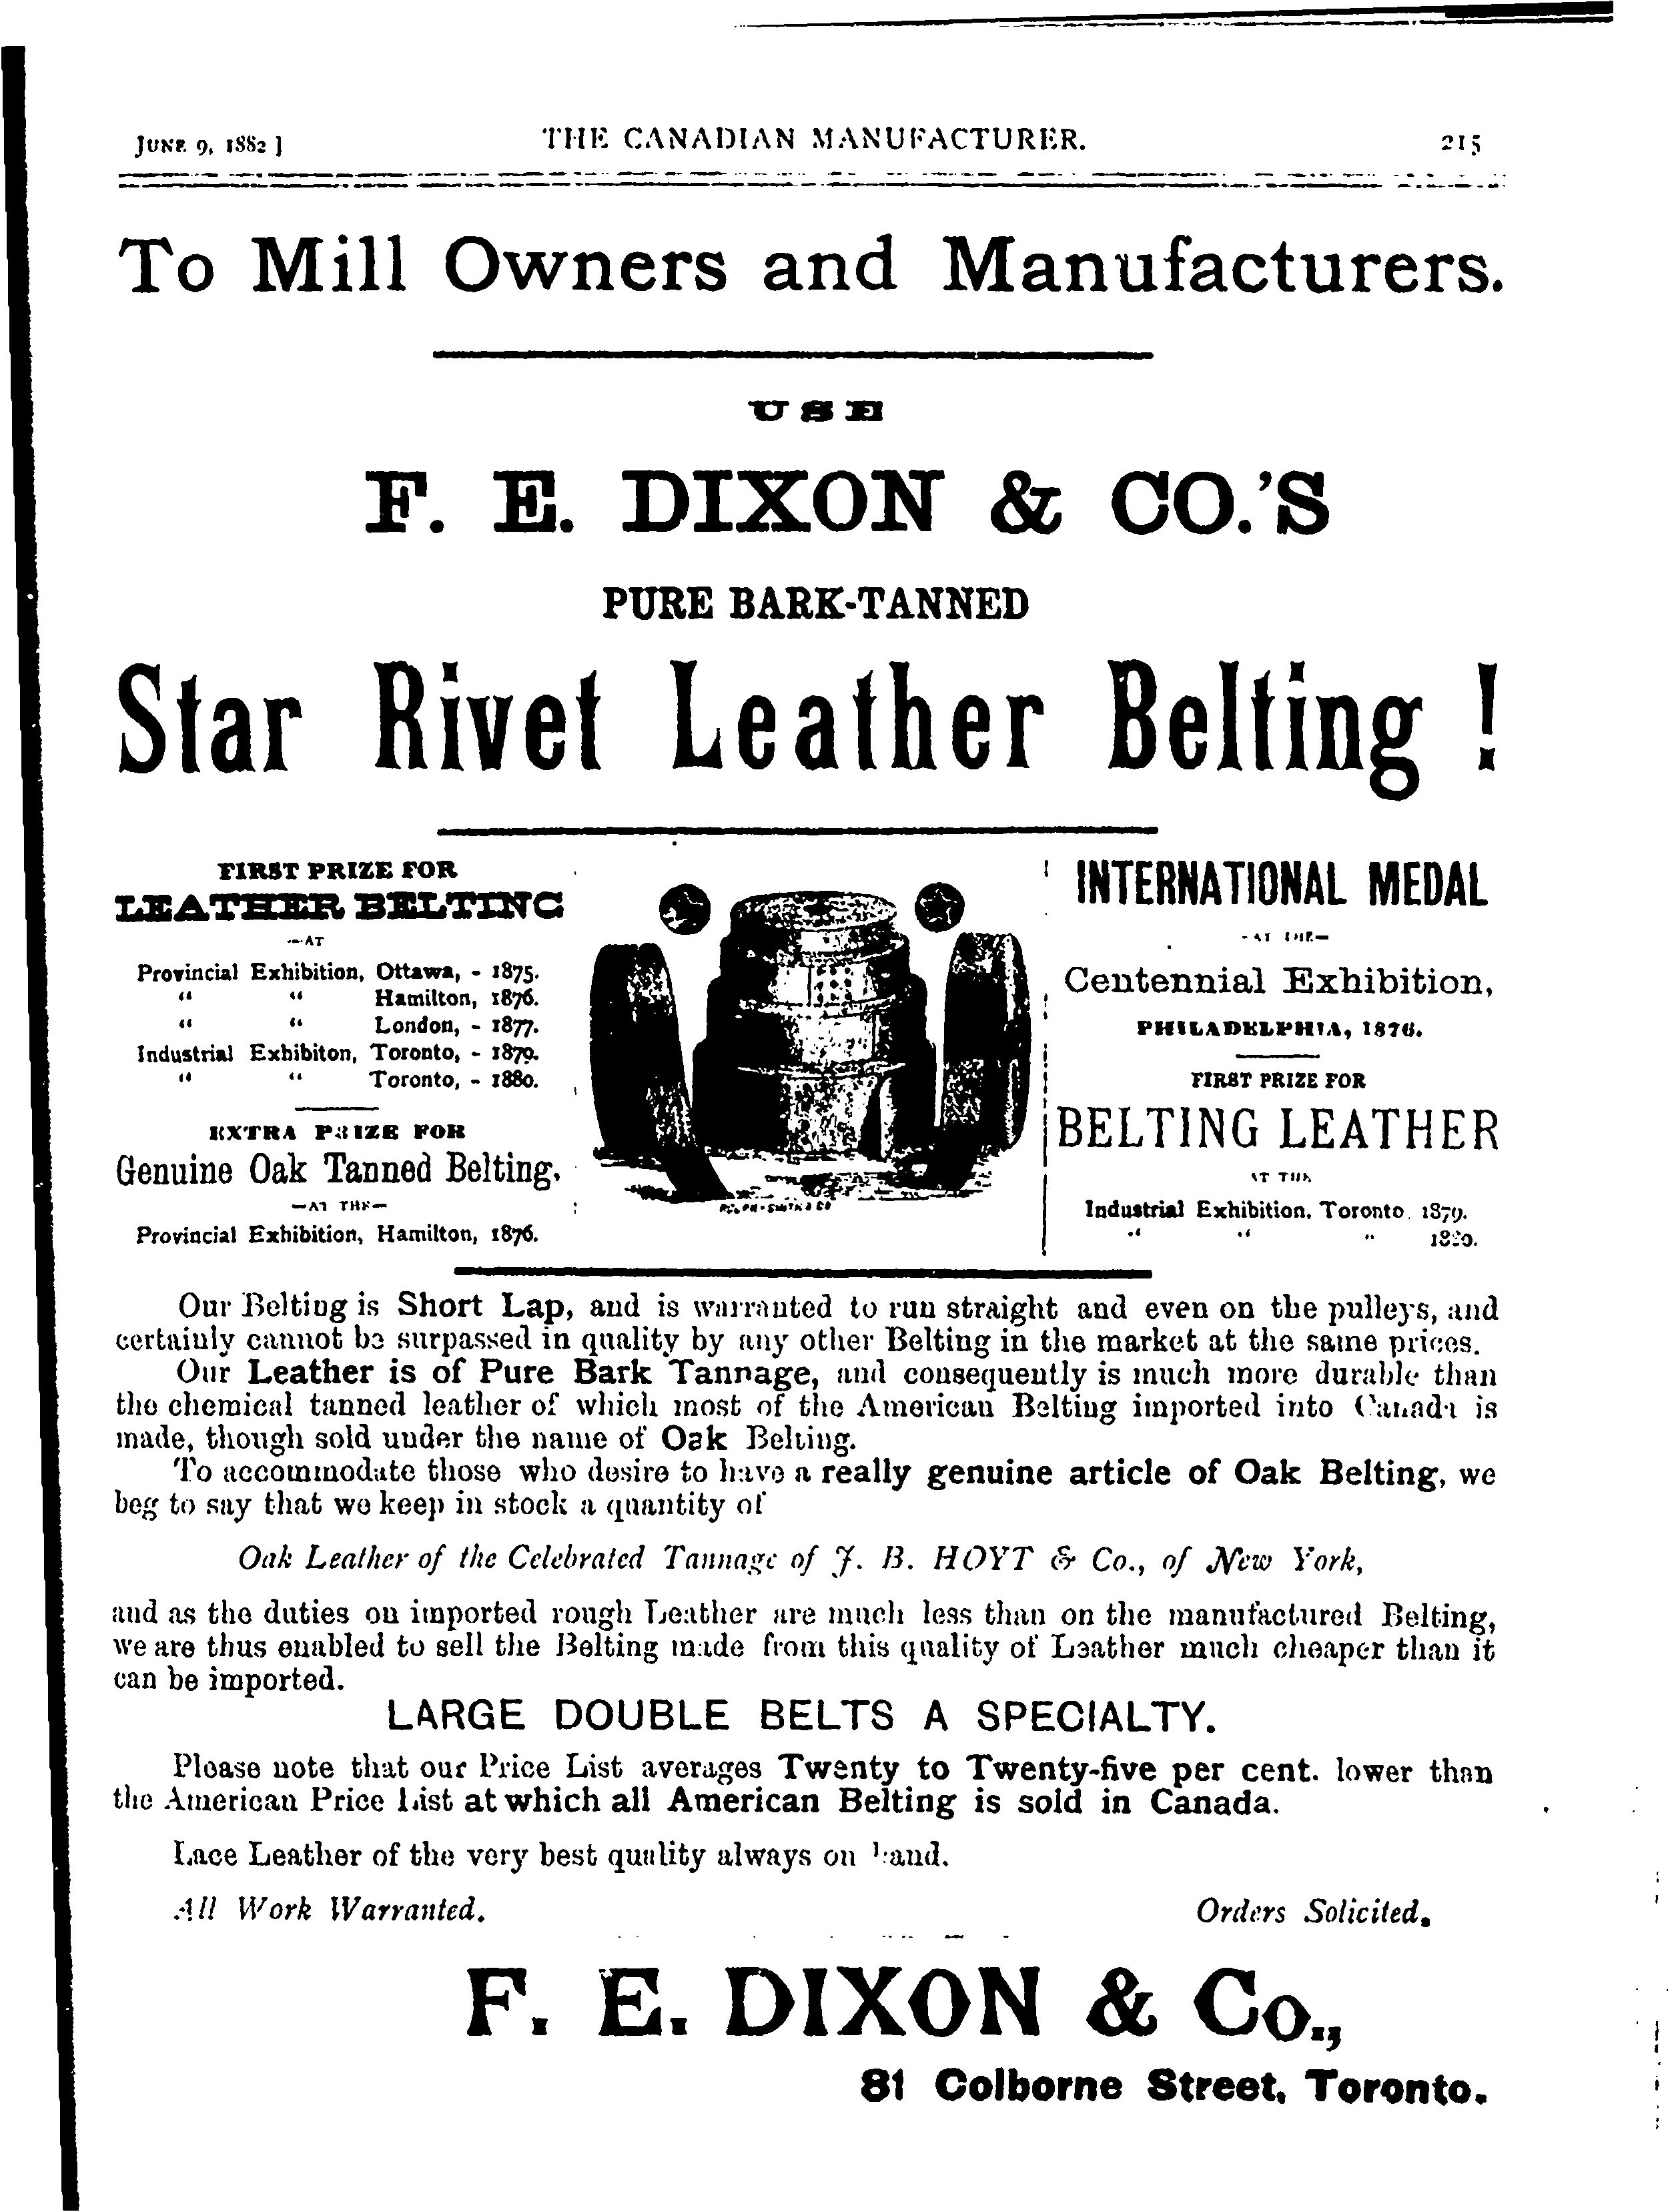 JUNE 9, 1882]
THE CANADIAN MANUFACTURER.
215
To Mill Owners and Manufacturers.
USE
F. E. DIXON & CO.'S
PURE BARK-TANNED
Star Rivet Leather Belting !
FIRST PRIZE FOR
LEATHER BELTING
—AT
Provincial Exhibition, Ottawa, - 1875.
“ “ Hamilton, 1876.
“ “ London, - 1877.
Industrial Exhibiton, Toronto, - 1879.
“ “ Toronto, - 1880.
EXTRA PRIZE FOR
Genuine Oak Tanned Belting,
—AT THE—
Provincial Exhibition, Hamilton, 1876.
RALPH·SMITH & CO
INTERNATIONAL MEDAL
-AT THE—
Centennial Exhibition,
PHILADELPHIA, 1876.
FIRST PRIZE FOR
BELTING LEATHER
AT THE
Industrial Exhibition, Toronto, 1879.
“ “ “ 1880.
Our Belting is Short Lap, and is warranted to run straight and even on the pulleys, and
certainly cannot be surpassed in quality by any other Belting in the market at the same prices.
Our Leather is of Pure Bark Tannage, and consequently is much more durable than
the chemical tanned leather of which most of the American Belting imported into Canada is
made, though sold under the name of Oak Belting.
To accommodate those who desire to have a really genuine article of Oak Belting, we
beg to say that we keep in stock a quantity of
Oak Leather of the Celebrated Tannage of J. B. HOYT & Co., of New York,
and as the duties on imported rough Leather are much less than on the manufactured Belting,
we are thus enabled to sell the Belting made from this quality of Leather much cheaper than it
can be imported.
LARGE DOUBLE BELTS A SPECIALTY.
Please note that our Price List averages Twenty to Twenty-five per cent. lower than
the American Price List at which all American Belting is sold in Canada.
Lace Leather of the very best quality always on hand.
All Work Warranted.
Orders Solicited.
F. E. DIXON & Co.,
81 Colborne Street, Toronto.